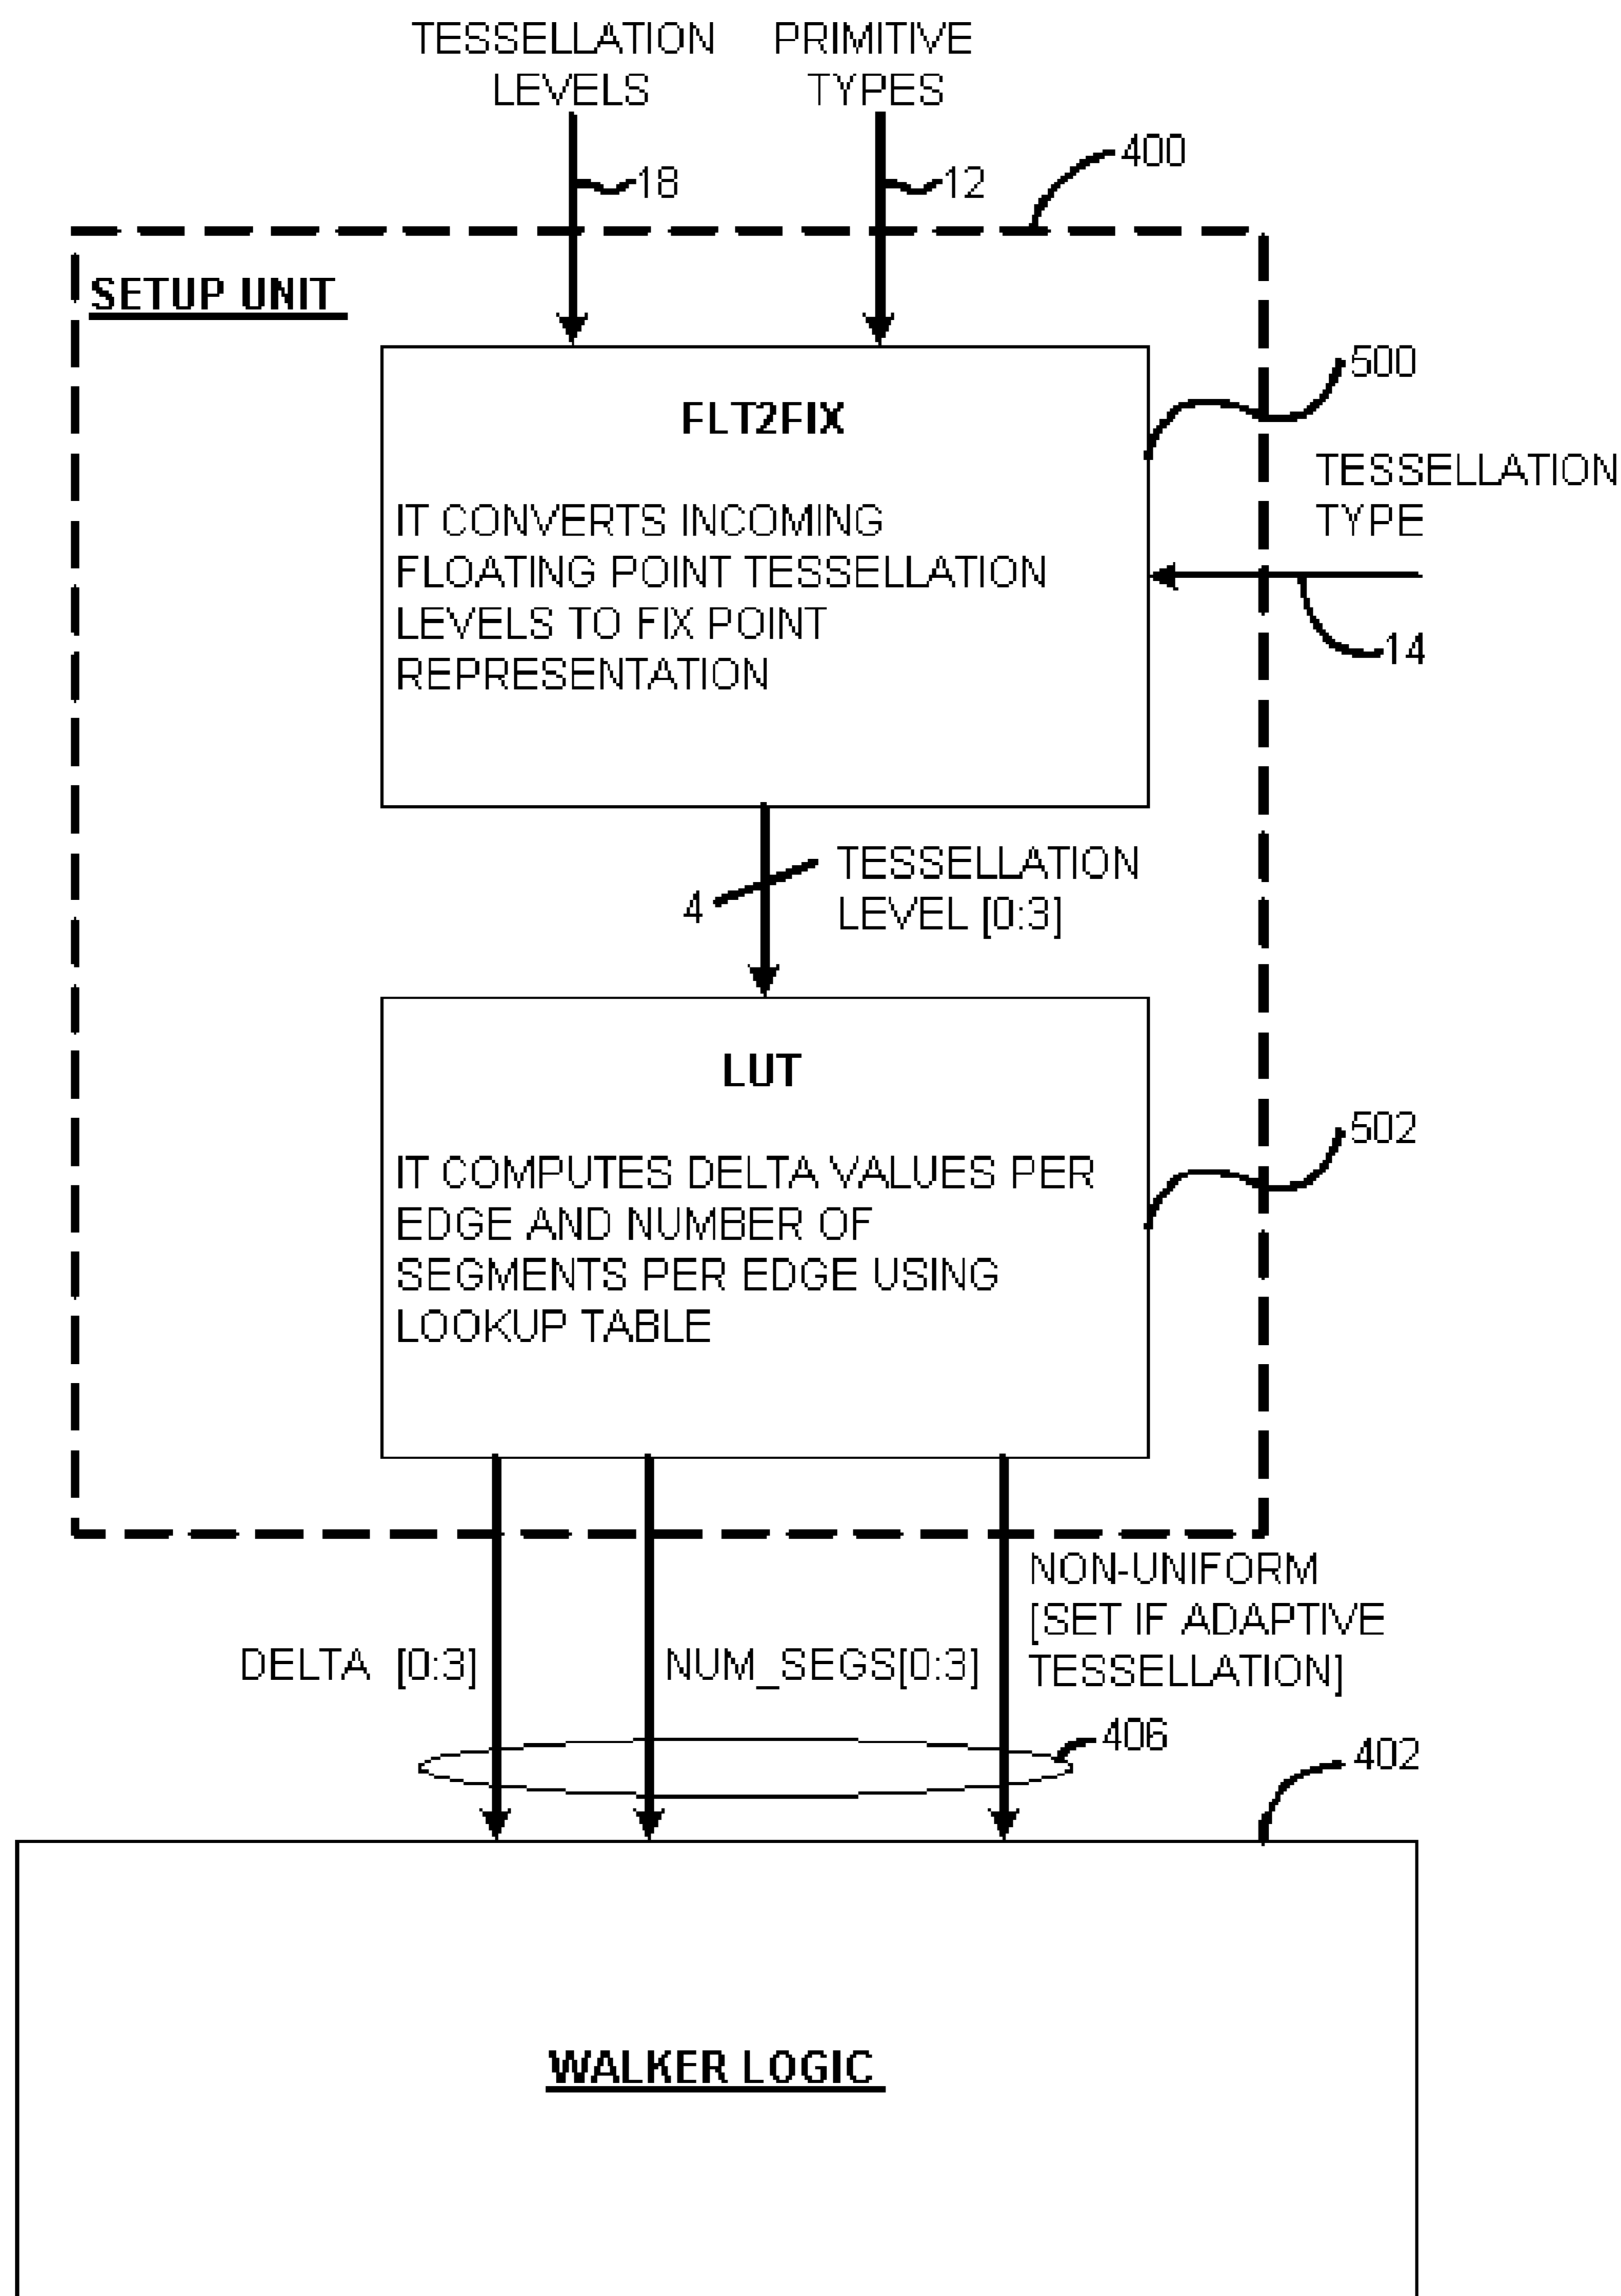 TESSELLATION
LEVELS
PRIMITIVE
TYPES
18
12
400
SETUP UNIT
500
FLT2FIX
IT CONVERTS INCOMING
FLOATING POINT TESSELLATION
LEVELS TO FIX POINT
REPRESENTATION
TESSELLATION
TYPE
14
4
TESSELLATION
LEVEL [0:3]
LUT
502
IT COMPUTES DELTA VALUES PER
EDGE AND NUMBER OF
SEGMENTS PER EDGE USING
LOOKUP TABLE
DELTA [0:3]
NUM_SEGS[0:3]
NON-UNIFORM
[SET IF ADAPTIVE
TESSELLATION]
406
402
WALKER LOGIC